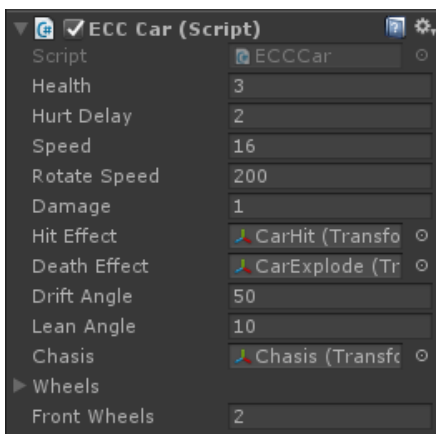 ECC Car (Script)
Script ECCCar
Health 3
Hurt Delay 2
Speed 16
Rotate Speed 200
Damage 1
Hit Effect CarHit (Transfo
Death Effect CarExplode (Tr
Drift Angle 50
Lean Angle 10
Chasis Chasis (Transfc
Wheels
Front Wheels 2